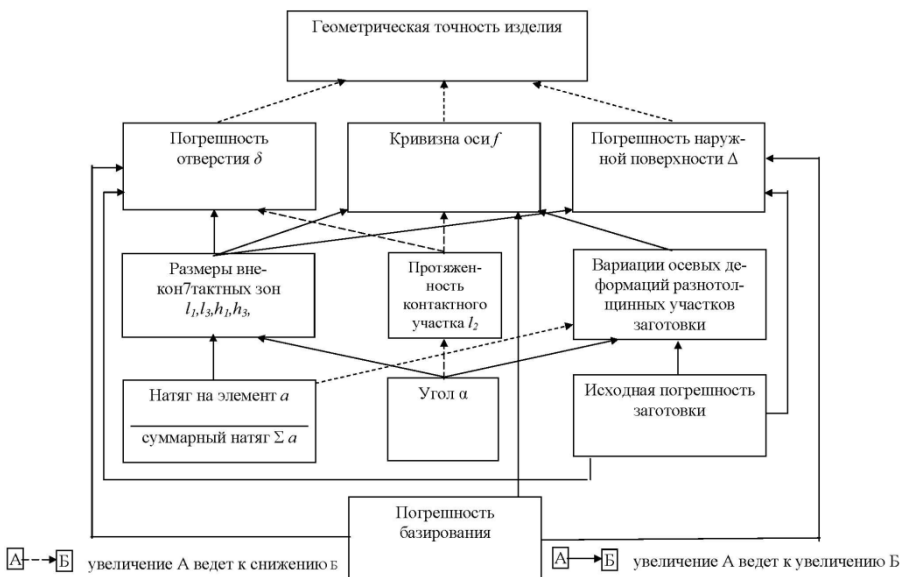 Геометрическая точность изделия
Погрешность
отверстия δ
Кривизна оси f
Погрешность наруж-
ной поверхности Δ
Размеры вне-
кон7тактных зон
l1,l3,h1,h3,
Протяжен-
ность
контактного
участка l2
Вариации осевых де-
формаций разнотол-
щинных участков
заготовки
Натяг на элемент a
суммарный натяг Σ a
Угол α
Исходная погрешность
заготовки
Погрешность
базирования
А Б увеличение А ведет к снижению Б
А Б увеличение А ведет к увеличению Б